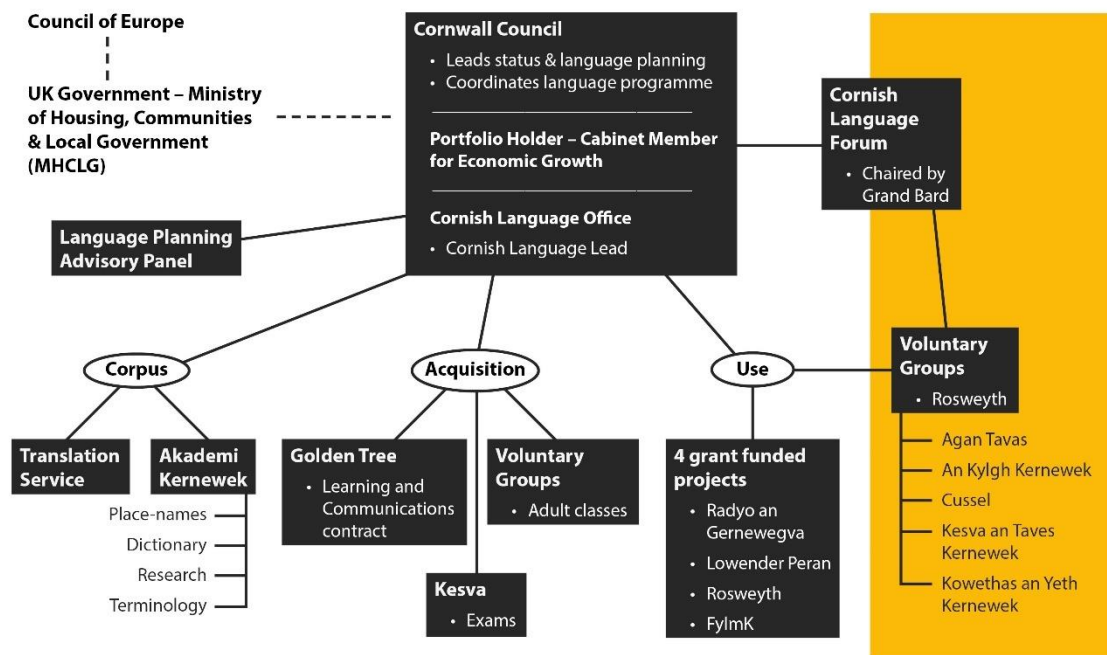 Council of Europe
UK Government – Ministry
of Housing, Communities
& Local Government
(MHCLG)
Cornwall Council
• Leads status & language planning
• Coordinates language programme
Portfolio Holder – Cabinet Member
for Economic Growth
Cornish Language Office
• Cornish Language Lead
Cornish
Language
Forum
• Chaired by
Grand Bard
Language Planning
Advisory Panel
Corpus
Acquisition
Use
Voluntary
Groups
• Rosweyth
Agan Tavas
An Kylgh Kernewek
Cussel
Kesva an Taves
Kernewek
Kowethas an Yeth
Kernewek
Translation
Service
Akademi
Kernewek
Place-names
Dictionary
Research
Terminology
Golden Tree
• Learning and
Communications
contract
Kesva
• Exams
Voluntary
Groups
• Adult classes
4 grant funded
projects
• Radyo an
Gernewegva
• Lowender Peran
• Rosweyth
• FylmK